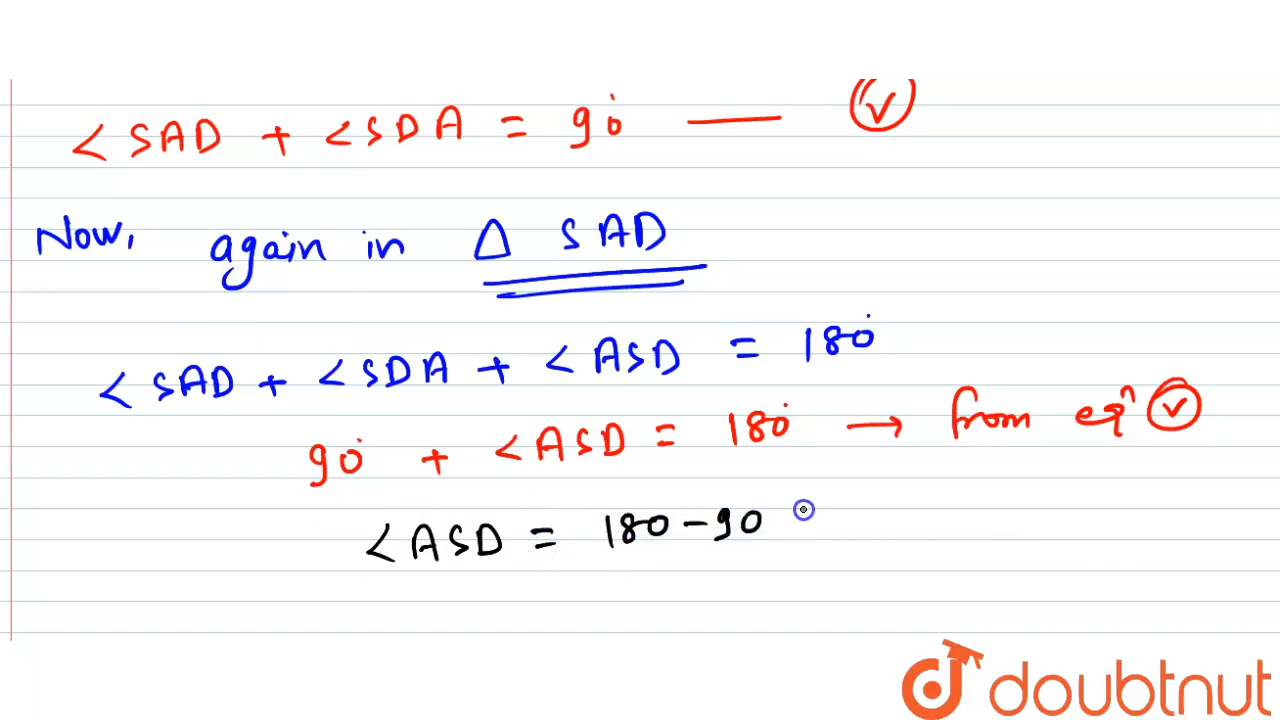 ∠SAD + ∠SDA = 90° — (v)
Now, again in Δ SAD
∠SAD + ∠SDA + ∠ASD = 180°
90° + ∠ASD = 180° → from eqⁿ (v)
∠ASD = 180 - 90
doubtnut